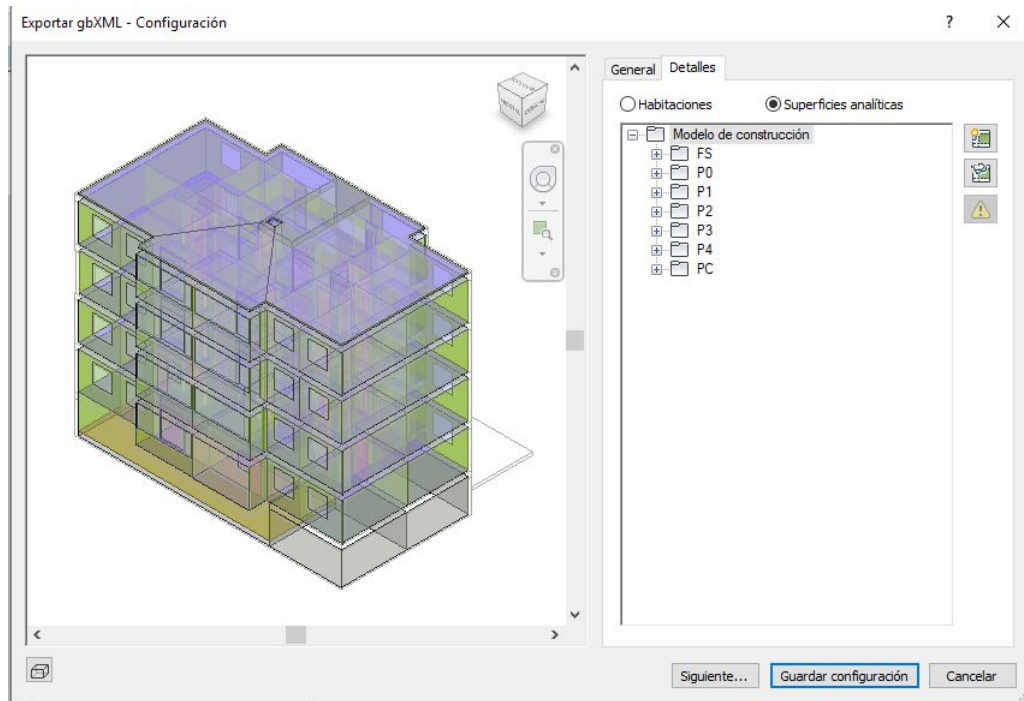 Exportar gbXML - Configuración
?
General
Detalles
Habitaciones
Superficies analíticas
Modelo de construcción
FS
P0
P1
P2
P3
P4
PC
Siguiente...
Guardar configuración
Cancelar